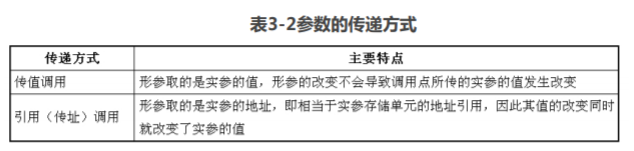 表3-2参数的传递方式
传递方式 主要特点
传值调用 形参取的是实参的值，形参的改变不会导致调用点所传的实参的值发生改变
引用（传址）调用 形参取的是实参的地址，即相当于实参存储单元的地址引用，因此其值的改变同时
就改变了实参的值